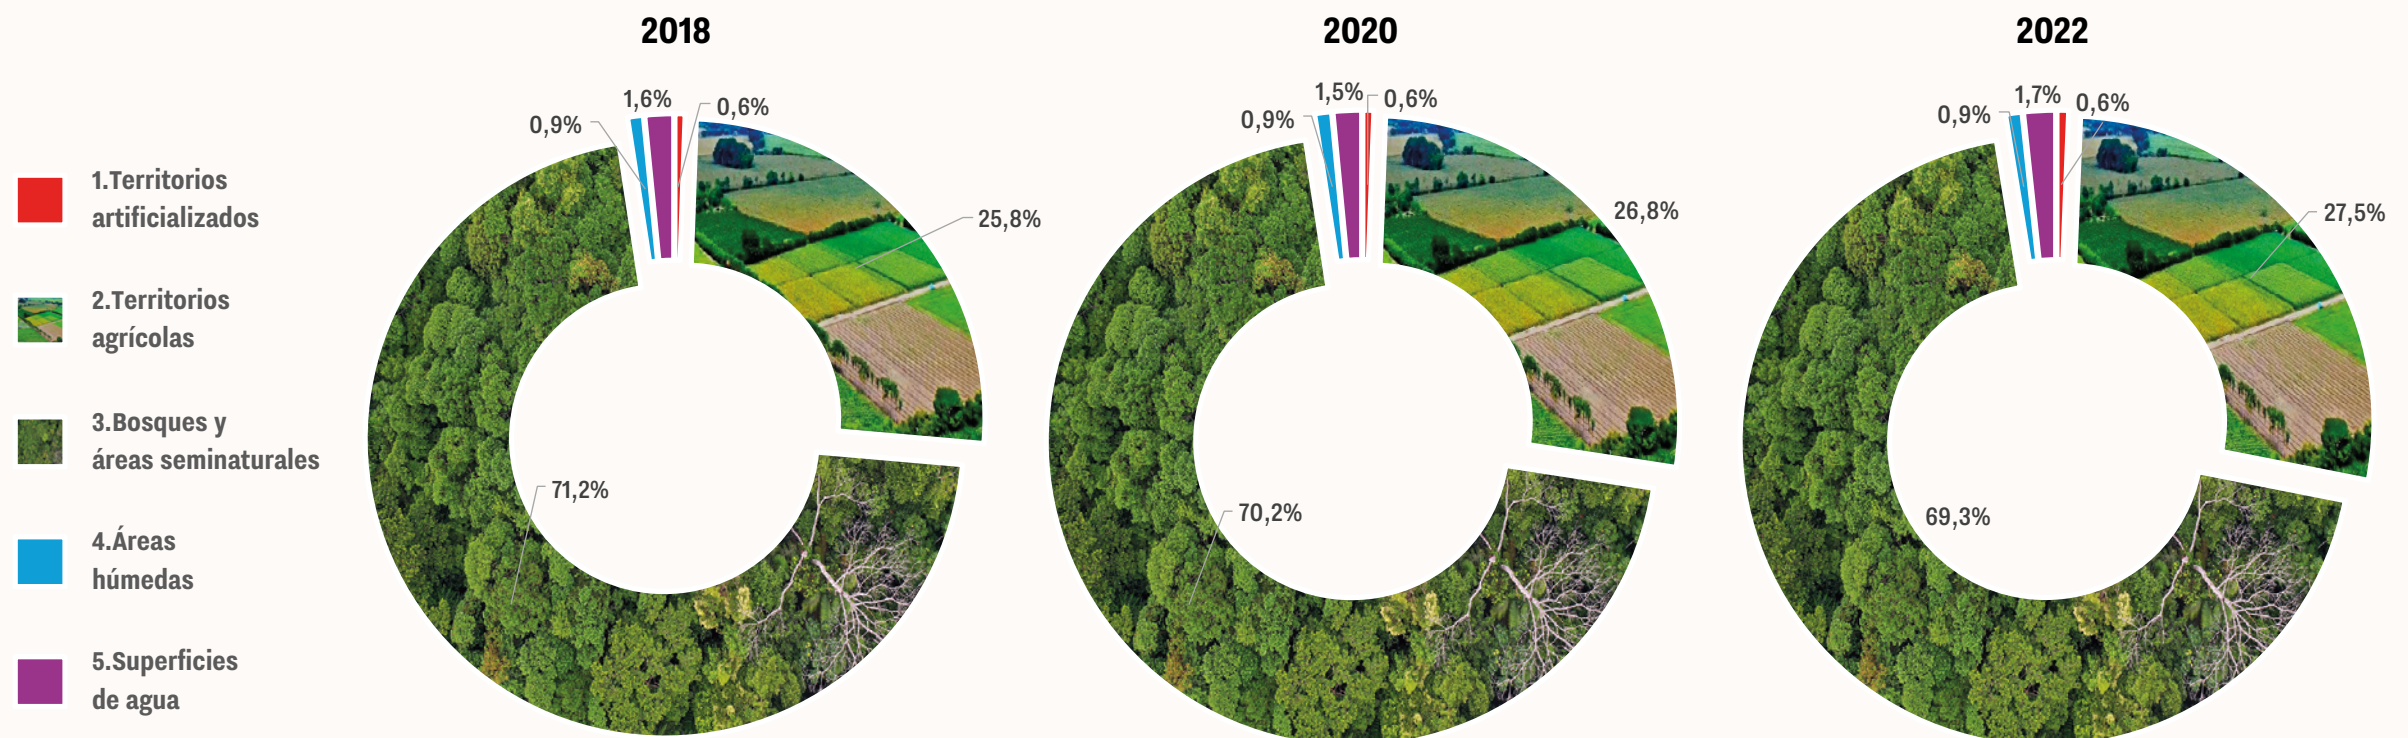 2018
2020
2022
1.Territorios
artificializados
2.Territorios
agrícolas
3.Bosques y
áreas seminaturales
4.Áreas
húmedas
5.Superficies
de agua
0,9%
1,6%
0,6%
25,8%
71,2%
0,9%
1,5%
0,6%
26,8%
70,2%
0,9%
1,7%
0,6%
27,5%
69,3%